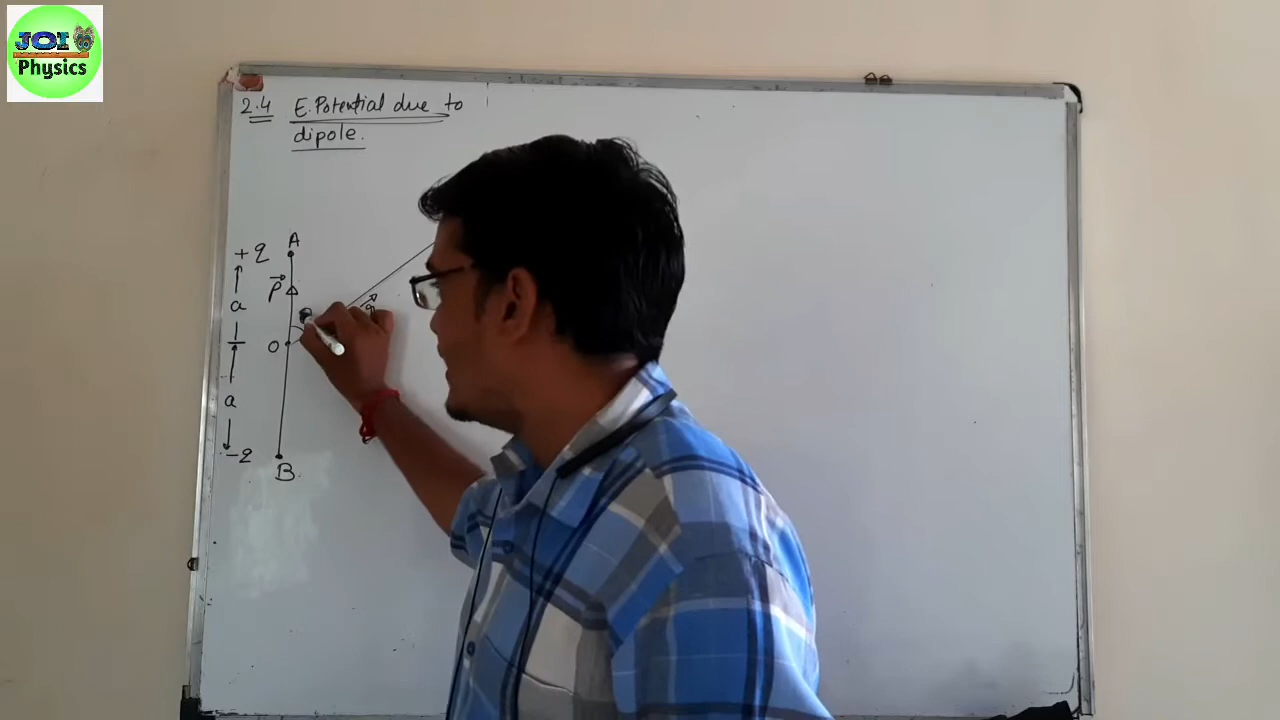 JOI
Physics
2.4 E.Potential due to
dipole.
A
+q
P
a
O
a
-q
B